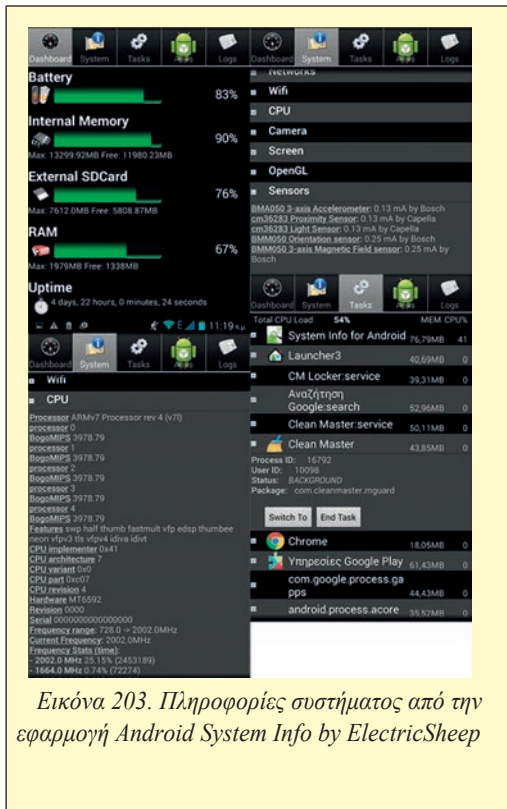 Dashboard System Tasks Apps Logs
Battery
83%
Internal Memory
90%
Max: 13299.92MB Free: 11980.23MB
External SDCard
76%
Max: 7612.0MB Free: 5808.87MB
RAM
67%
Max: 1979MB Free: 1338MB
Uptime
4 days, 22 hours, 0 minutes, 24 seconds
E 11:19 π.μ.
Dashboard System Tasks Apps Logs
Wifi
CPU
Processor ARMv7 Processor rev 4 (v7l)
processor 0
BogoMIPS 3978.79
processor 1
BogoMIPS 3978.79
processor 2
BogoMIPS 3978.79
processor 3
BogoMIPS 3978.79
processor 4
BogoMIPS 3978.79
Features swp half thumb fastmult vfp edsp thumbee
neon vfpv3 tls vfpv4 idiva idivt
CPU implementer 0x41
CPU architecture 7
CPU variant 0x0
CPU part 0xc07
CPU revision 4
Hardware MT6592
Revision 0000
Serial 0000000000000000
Frequency range: 728.0 -> 2002.0MHz
Current Frequency: 2002.0MHz
Frequency Stats (time):
- 2002.0 MHz 25.15% (2453189)
- 1664.0 MHz 0.74% (72274)
Dashboard System Tasks Apps Logs
Networks
Wifi
CPU
Camera
Screen
OpenGL
Sensors
BMA050 3-axis Accelerometer: 0.13 mA by Bosch
cm36283 Proximity Sensor: 0.13 mA by Capella
cm36283 Light Sensor: 0.13 mA by Capella
BMM050 Orientation sensor: 0.25 mA by Bosch
BMM050 3-axis Magnetic Field sensor: 0.25 mA by
Bosch
Dashboard System Tasks Apps Logs
Total CPU Load: 54% MEM CPU%
System Info for Android 76,79MB 41
Launcher3 40,69MB 0
CM Locker:service 39,31MB 0
Αναζήτηση
Google:search 52,96MB 0
Clean Master:service 50,11MB 0
Clean Master 43,85MB 0
Process ID: 16792
User ID: 10098
Status: BACKGROUND
Package: com.cleanmaster.mguard
Switch To End Task
Chrome 18,05MB 0
Υπηρεσίες Google Play 61,43MB 0
com.google.process.ga
pps 44,43MB 0
android.process.acore 35,52MB 0
Εικόνα 203. Πληροφορίες συστήματος από την
εφαρμογή Android System Info by ElectricSheep